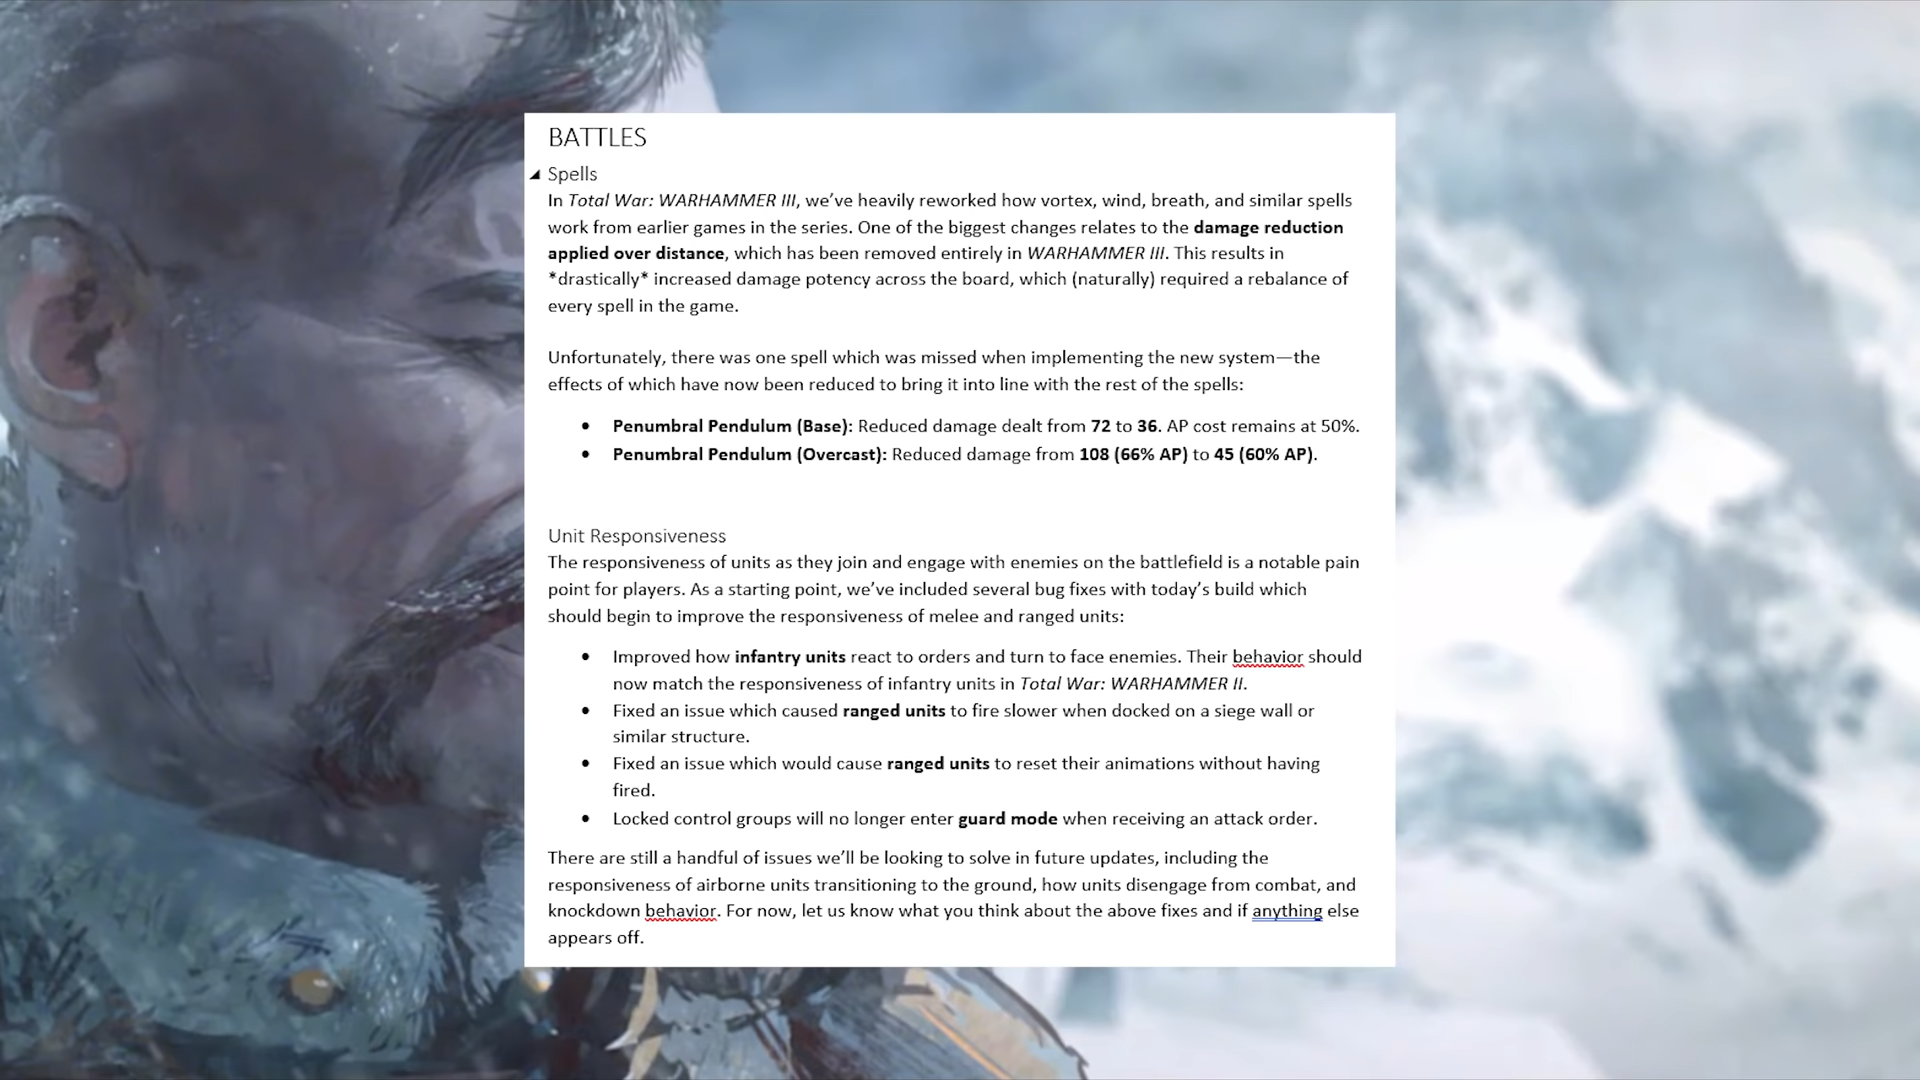 BATTLES
Spells
In Total War: WARHAMMER III, we've heavily reworked how vortex, wind, breath, and similar spells
work from earlier games in the series. One of the biggest changes relates to the damage reduction
applied over distance, which has been removed entirely in WARHAMMER III. This results in
*drastically* increased damage potency across the board, which (naturally) required a rebalance of
every spell in the game.
Unfortunately, there was one spell which was missed when implementing the new system—the
effects of which have now been reduced to bring it into line with the rest of the spells:
• Penumbral Pendulum (Base): Reduced damage dealt from 72 to 36. AP cost remains at 50%.
• Penumbral Pendulum (Overcast): Reduced damage from 108 (66% AP) to 45 (60% AP).
Unit Responsiveness
The responsiveness of units as they join and engage with enemies on the battlefield is a notable pain
point for players. As a starting point, we've included several bug fixes with today's build which
should begin to improve the responsiveness of melee and ranged units:
• Improved how infantry units react to orders and turn to face enemies. Their behavior should
now match the responsiveness of infantry units in Total War: WARHAMMER II.
• Fixed an issue which caused ranged units to fire slower when docked on a siege wall or
similar structure.
• Fixed an issue which would cause ranged units to reset their animations without having
fired.
• Locked control groups will no longer enter guard mode when receiving an attack order.
There are still a handful of issues we'll be looking to solve in future updates, including the
responsiveness of airborne units transitioning to the ground, how units disengage from combat, and
knockdown behavior. For now, let us know what you think about the above fixes and if anything else
appears off.